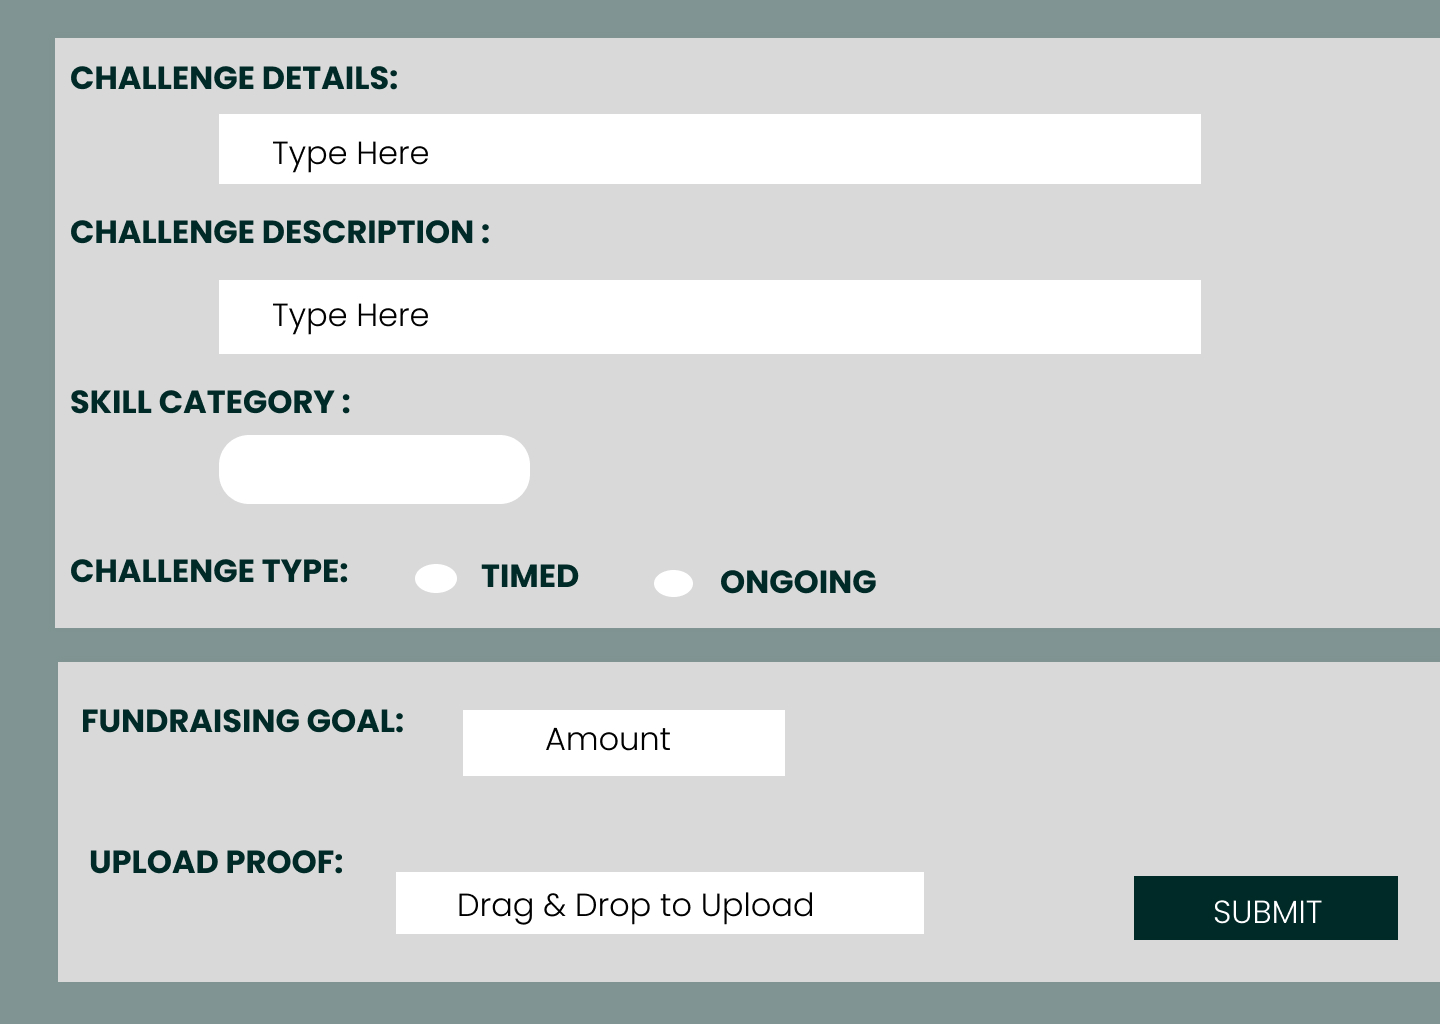 CHALLENGE DETAILS:
Type Here
CHALLENGE DESCRIPTION :
Type Here
SKILL CATEGORY :
CHALLENGE TYPE: TIMED ONGOING
FUNDRAISING GOAL: Amount
UPLOAD PROOF:
Drag & Drop to Upload
SUBMIT